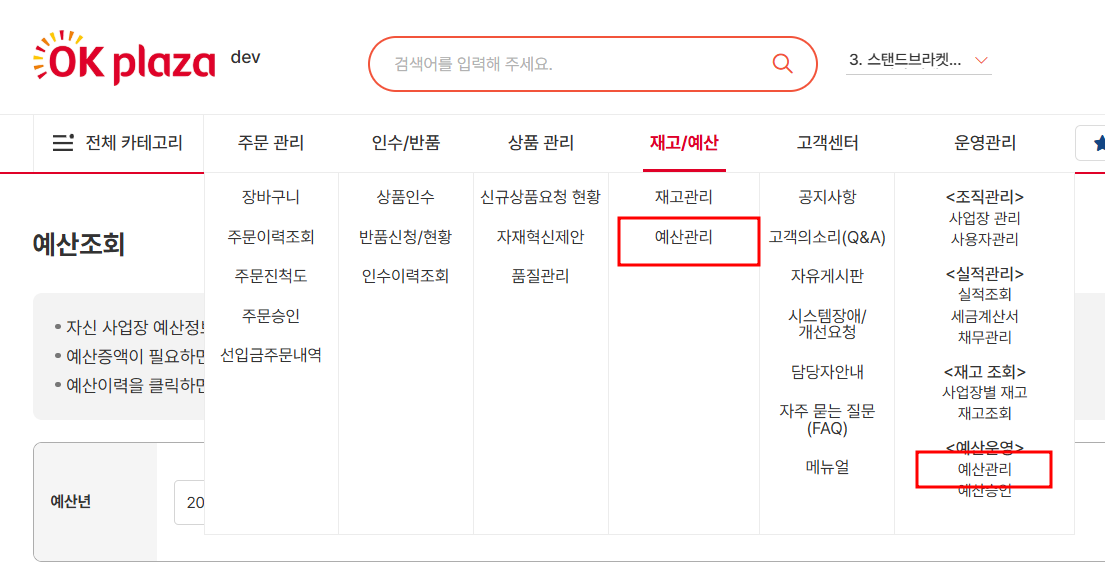 OK plaza dev
검색어를 입력해 주세요.
3. 스탠드브라켓...
전체 카테고리
주문 관리
인수/반품
상품 관리
재고/예산
고객센터
운영관리
장바구니
주문이력조회
주문진척도
주문승인
선입금주문내역
상품인수
반품신청/현황
인수이력조회
신규상품요청 현황
자재혁신제안
품질관리
재고관리
예산관리
공지사항
고객의소리(Q&A)
자유게시판
시스템장애/
개선요청
담당자안내
자주 묻는 질문
(FAQ)
메뉴얼
<조직관리>
사업장 관리
사용자관리
<실적관리>
실적조회
세금계산서
채무관리
<재고 조회>
사업장별 재고
재고조회
<예산운영>
예산관리
예산승인
예산조회
자신 사업장 예산정보
예산증액이 필요하면
예산이력을 클릭하면
예산년
20